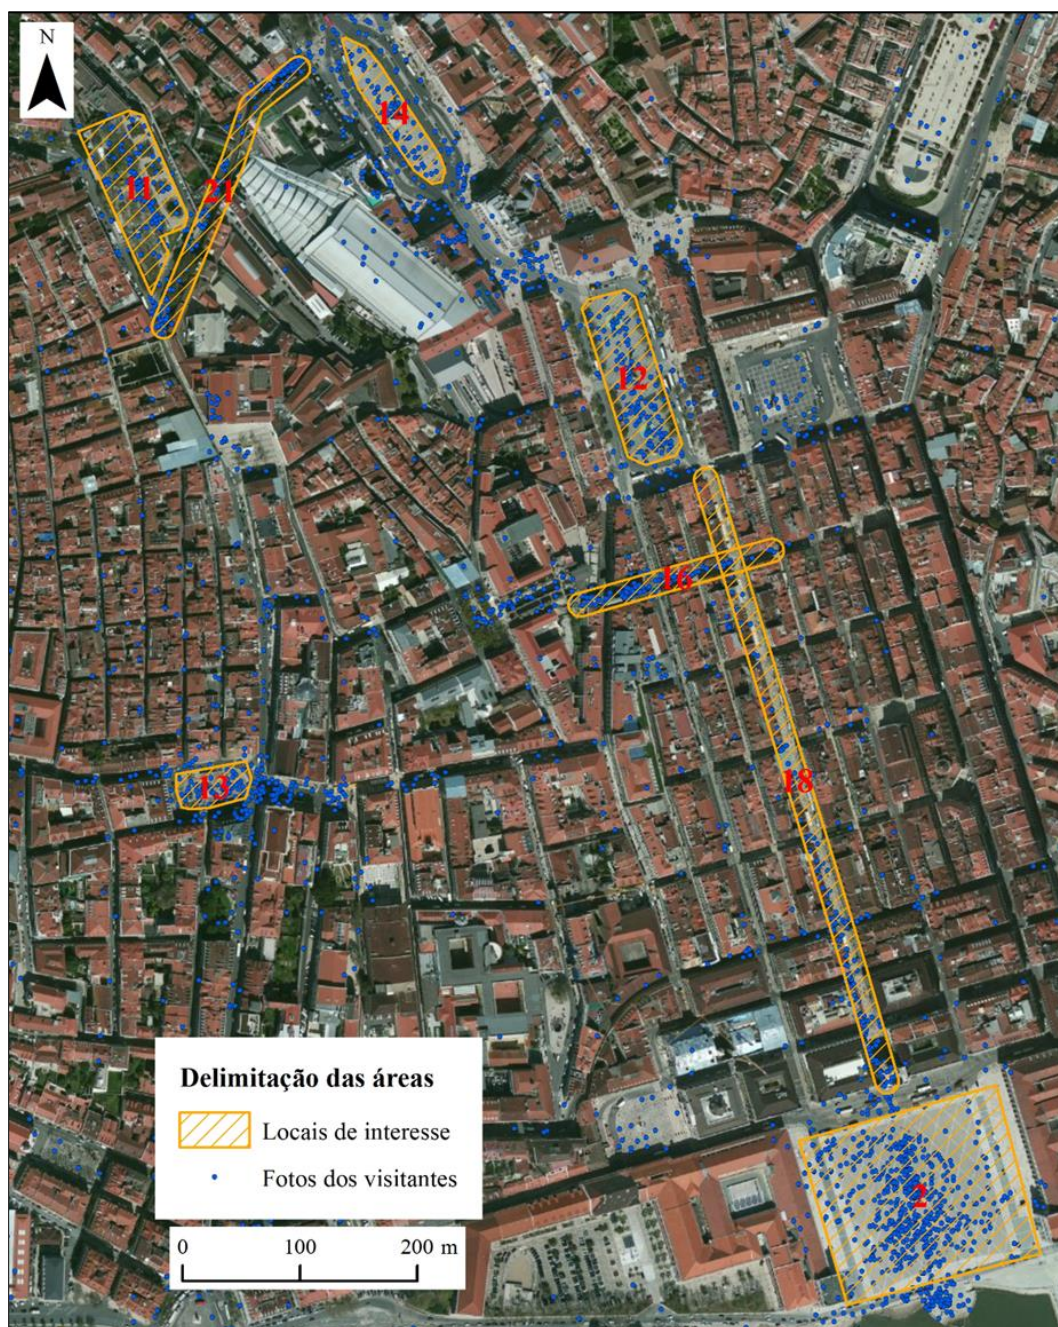 N
14
11
21
12
16
18
13
2
Delimitação das áreas
Locais de interesse
Fotos dos visitantes
0 100 200 m